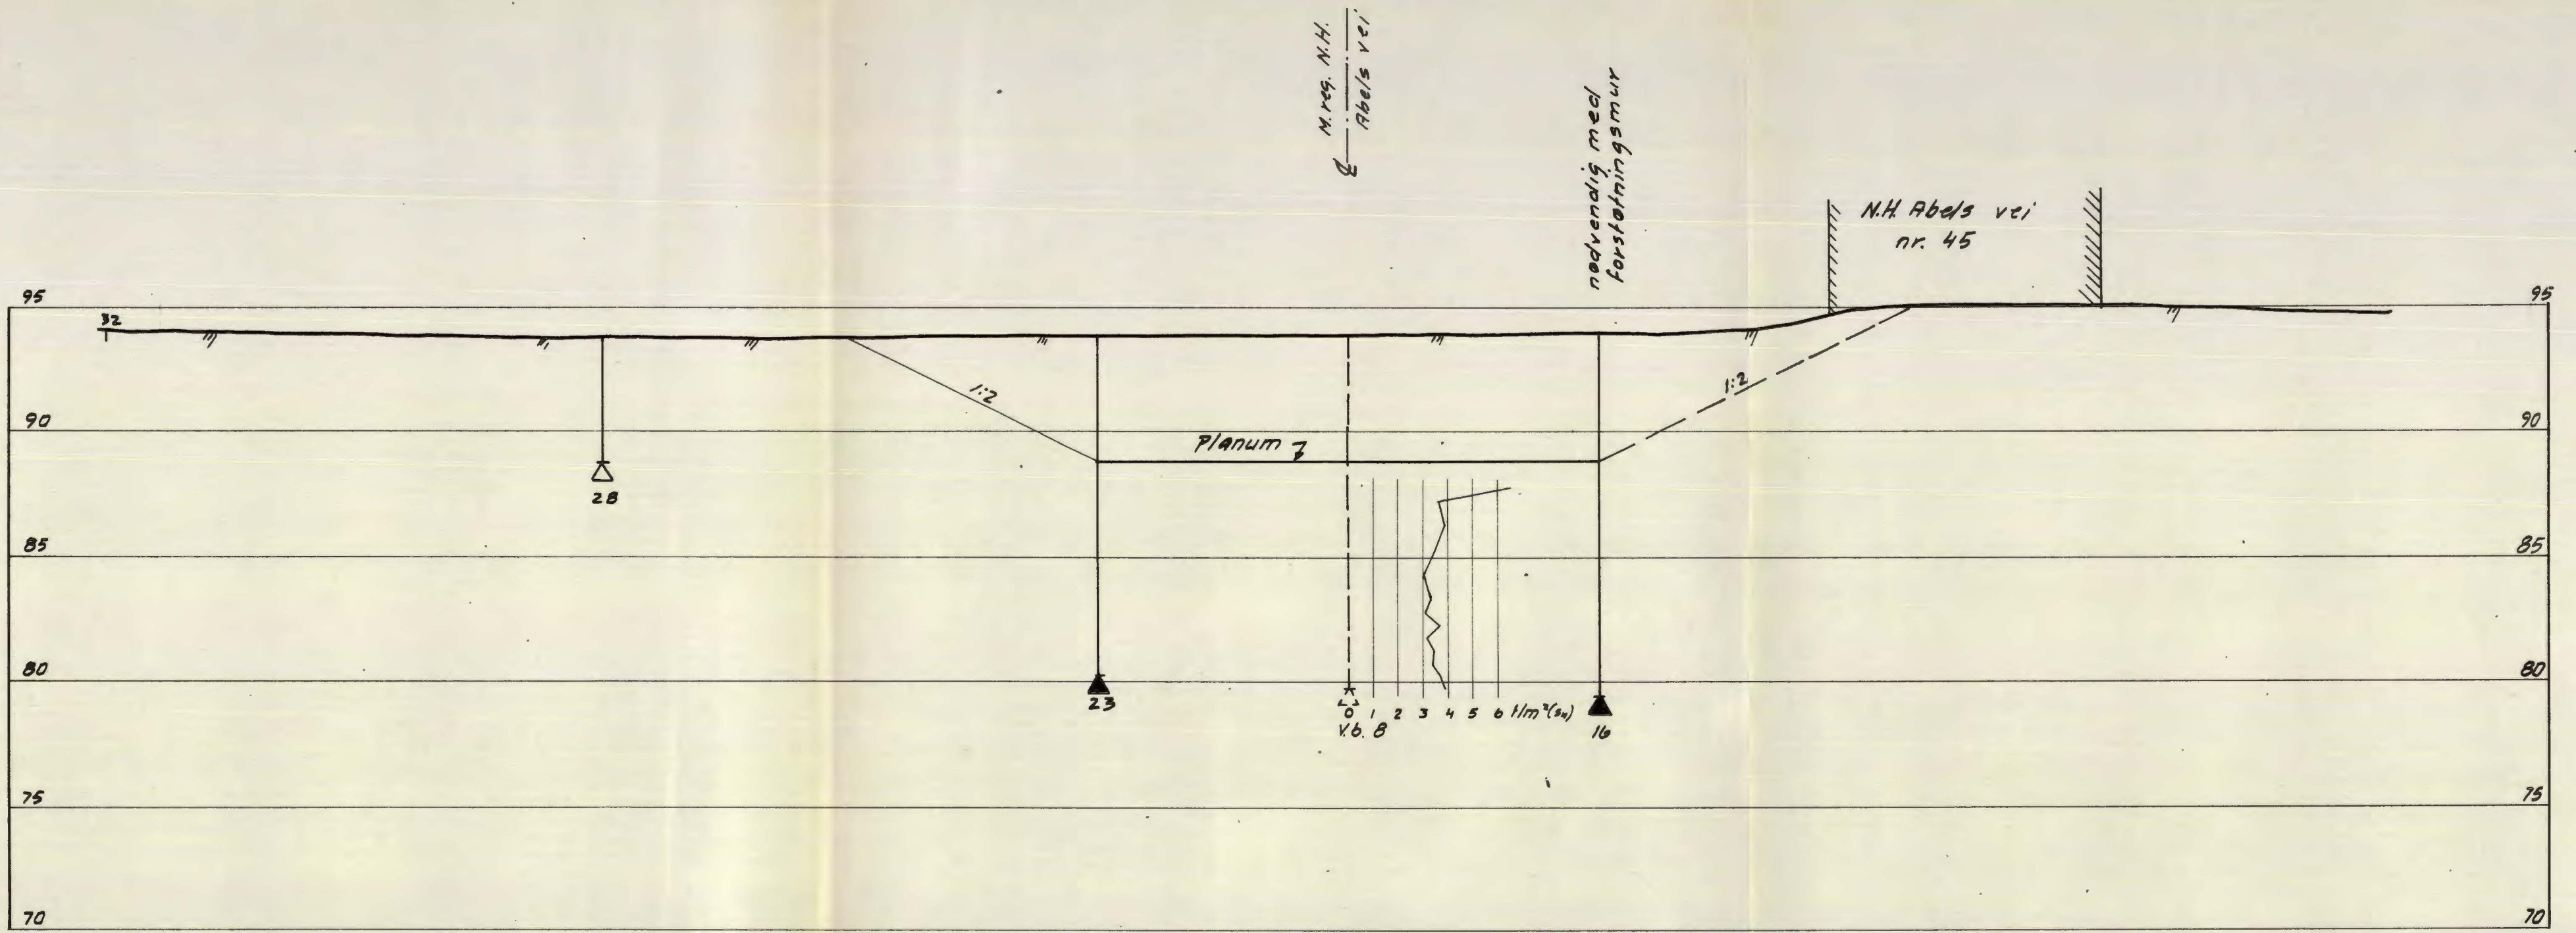 M. reg. N.H.
Abels vei
nødvendig med
forstøtningsmur
N.H. Abels vei
nr. 45
95
95
32
1:2
1:2
90
90
Planum
28
85
85
80
80
23
0 1 2 3 4 5 6 t/m²(su)
V.b. 8
16
75
75
70
70